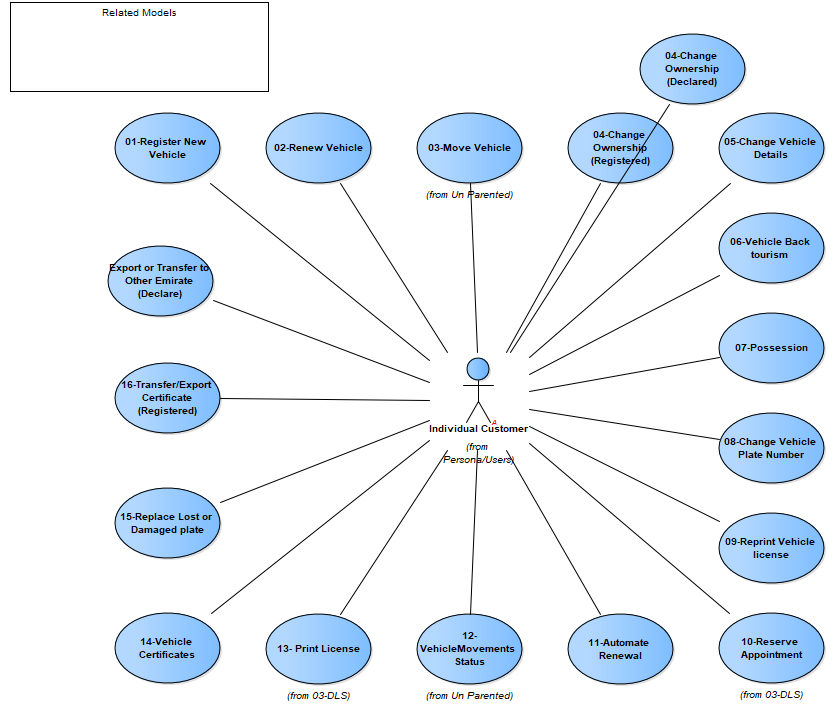 Related Models
04-Change
Ownership
(Declared)
01-Register New
Vehicle
02-Renew Vehicle
03-Move Vehicle
(from Un Parented)
04-Change
Ownership
(Registered)
05-Change Vehicle
Details
06-Vehicle Back
tourism
Export or Transfer to
Other Emirate
(Declare)
07-Possession
16-Transfer/Export
Certificate
(Registered)
Individual Customer
(from
Persona/Users)
08-Change Vehicle
Plate Number
15-Replace Lost or
Damaged plate
09-Reprint Vehicle
license
14-Vehicle
Certificates
13- Print License
(from 03-DLS)
12-
VehicleMovements
Status
(from Un Parented)
11-Automate
Renewal
10-Reserve
Appointment
(from 03-DLS)